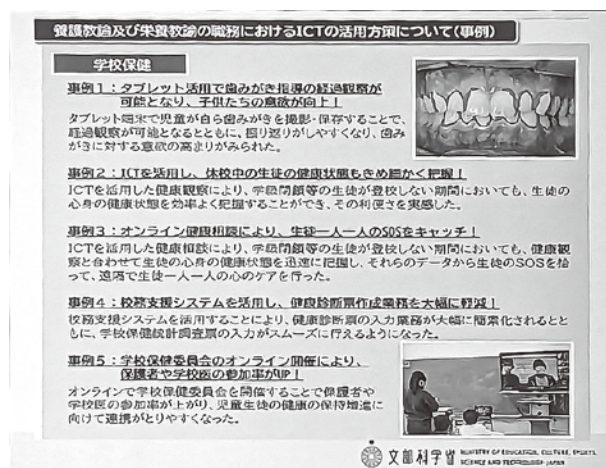 養護教諭及び栄養教諭の職務におけるICTの活用方策について(事例)
学校保健
事例1：タブレット活用で歯みがき指導の経過観察が
可能となり、子供たちの意欲が向上！
タブレット端末で児童が自ら歯みがきを撮影・保存することで、
経過観察が可能となるとともに、振り返りがしやすくなり、歯み
がきに対する意欲の高まりがみられた。
事例2：ICTを活用し、休校中の生徒の健康状態もきめ細かく把握！
ICTを活用した健康観察により、学級閉鎖等の生徒が登校しない期間においても、生徒の
心身の健康状態を効率よく把握することができ、その利便さを実感した。
事例3：オンライン健康相談により、生徒一人一人のSOSをキャッチ！
ICTを活用した健康相談により、学級閉鎖等の生徒が登校しない期間においても、健康観
察と合わせて生徒の心身の健康状態を迅速に把握し、それらのデータから生徒のSOSを拾
って、遠隔で生徒一人一人の心のケアを行った。
事例4：校務支援システムを活用し、健康診断票作成業務を大幅に軽減！
校務支援システムを活用することにより、健康診断票の入力業務が大幅に簡素化されるとと
もに、学校保健統計調査票の入力がスムーズに行えるようになった。
事例5：学校保健委員会のオンライン開催により、
保護者や学校医の参加率がUP！
オンラインで学校保健委員会を開催することで保護者や
学校医の参加率が上がり、児童生徒の健康の保持増進に
向けて連携がとりやすくなった。
文部科学省 MINISTRY OF EDUCATION, CULTURE, SPORTS,
SCIENCE AND TECHNOLOGY-JAPAN